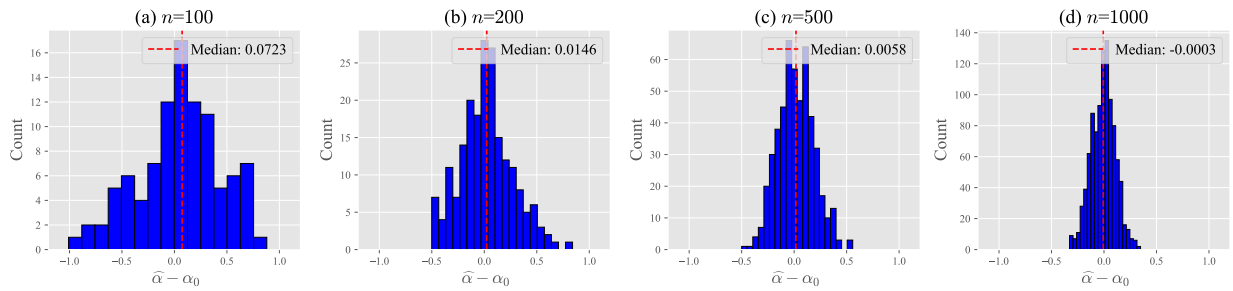 (a) n=100
Median: 0.0723
Count
16
14
12
10
8
6
4
2
0
−1.0 −0.5 0.0 0.5 1.0
α̂ − α₀
(b) n=200
Median: 0.0146
Count
25
20
15
10
5
0
−1.0 −0.5 0.0 0.5 1.0
α̂ − α₀
(c) n=500
Median: 0.0058
Count
60
50
40
30
20
10
0
−1.0 −0.5 0.0 0.5 1.0
α̂ − α₀
(d) n=1000
Median: -0.0003
Count
140
120
100
80
60
40
20
0
−1.0 −0.5 0.0 0.5 1.0
α̂ − α₀